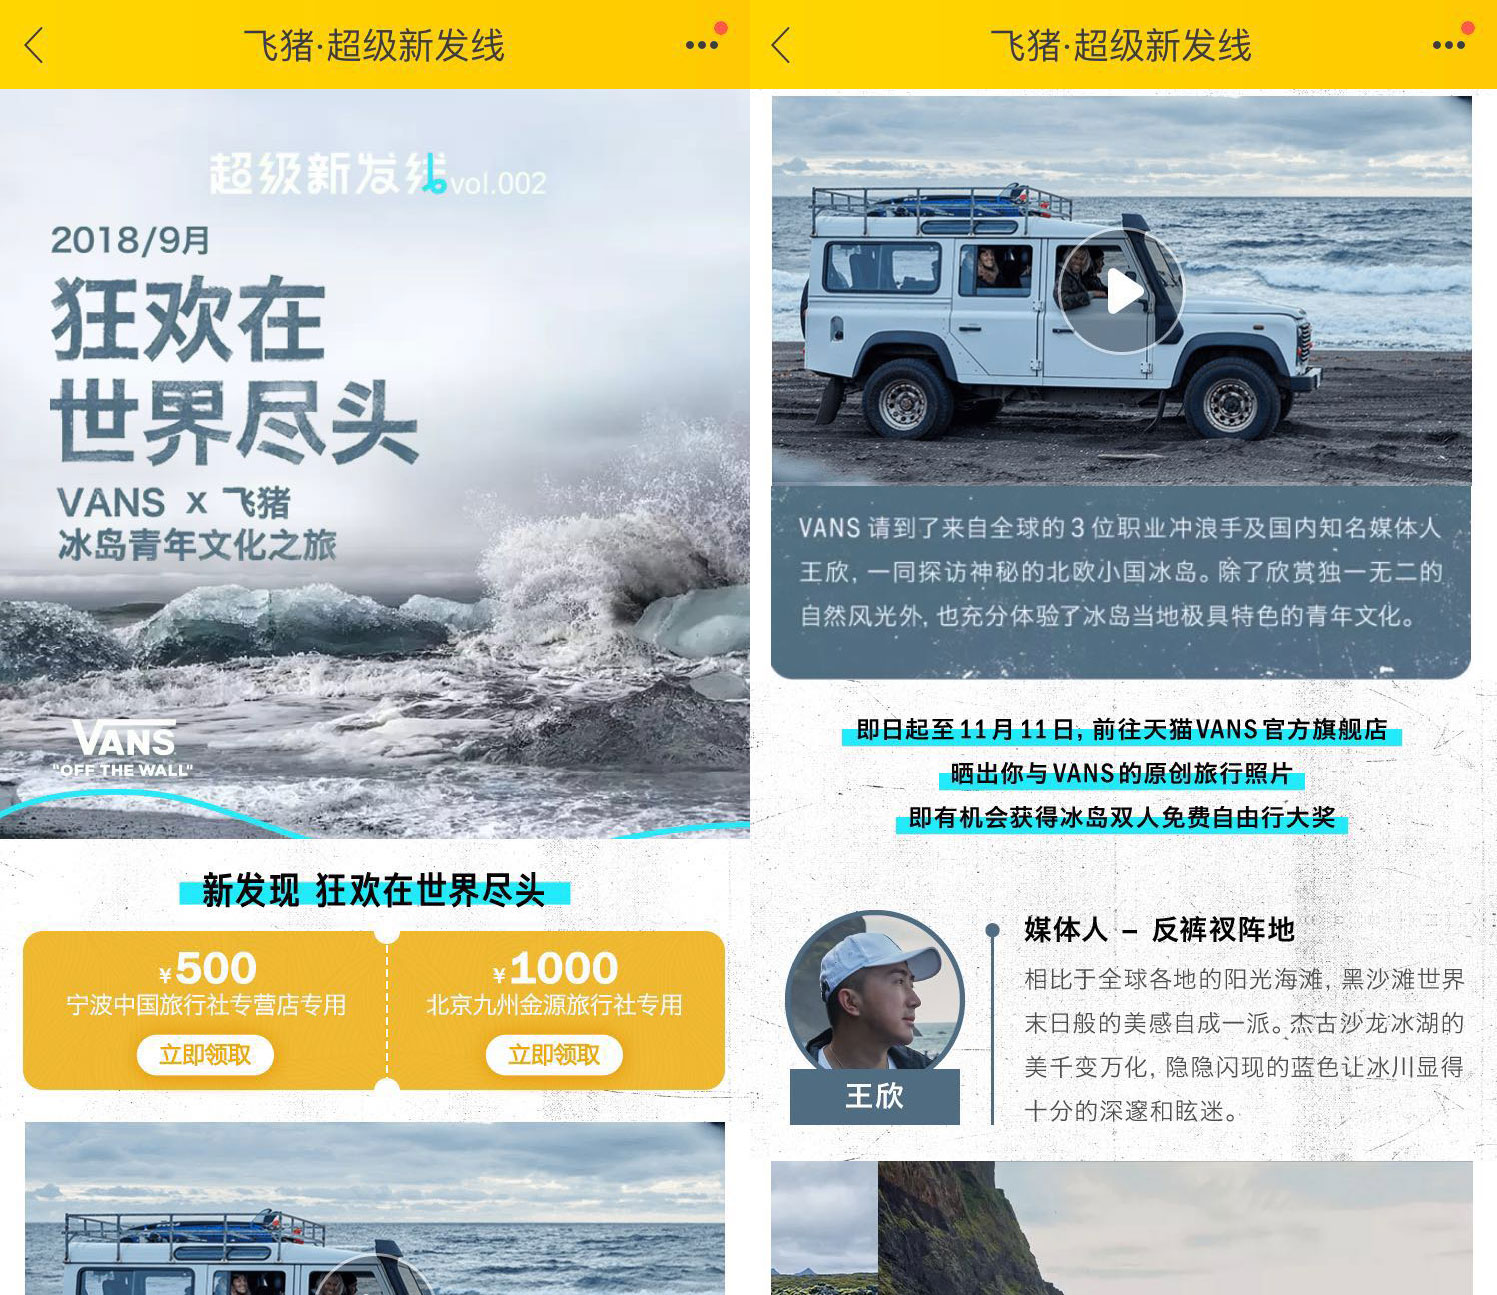 飞猪·超级新发线
超级新发线vol.002
2018/9月
狂欢在
世界尽头
VANS x 飞猪
冰岛青年文化之旅
VANS
"OFF THE WALL"
新发现 狂欢在世界尽头
¥500
宁波中国旅行社专营店专用
立即领取
¥1000
北京九州金源旅行社专用
立即领取
飞猪·超级新发线
VANS 请到了来自全球的 3 位职业冲浪手及国内知名媒体人
王欣, 一同探访神秘的北欧小国冰岛。除了欣赏独一无二的
自然风光外, 也充分体验了冰岛当地极具特色的青年文化。
即日起至11月11日, 前往天猫VANS官方旗舰店
晒出你与VANS的原创旅行照片
即有机会获得冰岛双人免费自由行大奖
王欣
媒体人 – 反裤衩阵地
相比于全球各地的阳光海滩, 黑沙滩世界
末日般的美感自成一派。杰古沙龙冰湖的
美千变万化, 隐隐闪现的蓝色让冰川显得
十分的深邃和眩迷。